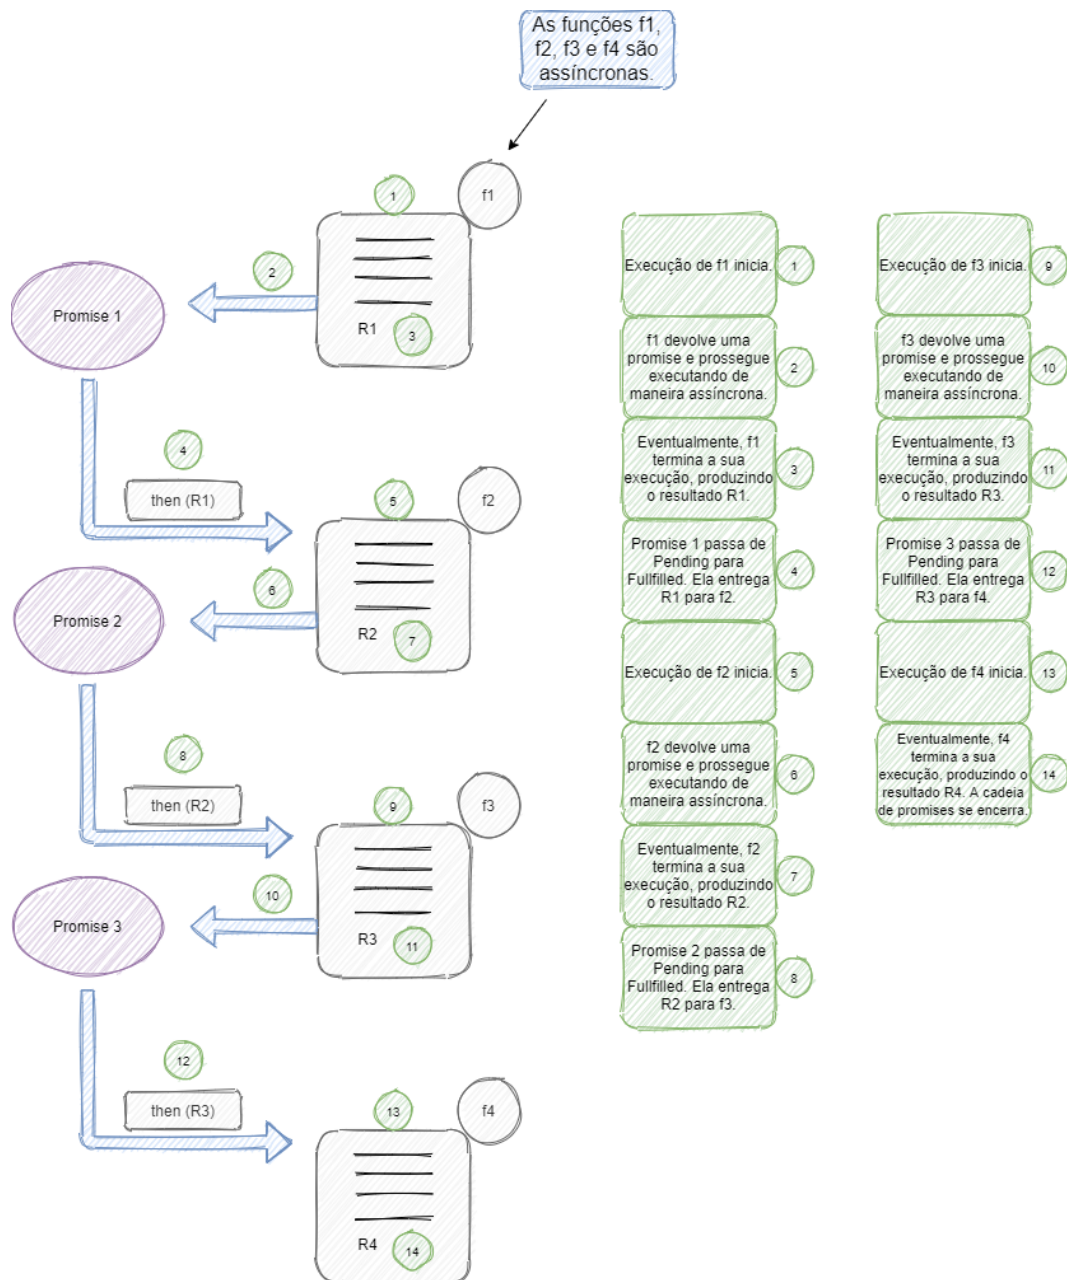 As funções f1,
f2, f3 e f4 são
assíncronas.
1
f1
2
Promise 1
R1
3
4
then (R1)
5
f2
6
Promise 2
R2
7
8
then (R2)
9
f3
10
Promise 3
R3
11
12
then (R3)
13
f4
R4
14
Execução de f1 inicia.
1
f1 devolve uma
promise e prossegue
executando de
maneira assíncrona.
2
Eventualmente, f1
termina a sua
execução, produzindo
o resultado R1.
3
Promise 1 passa de
Pending para
Fullfilled. Ela entrega
R1 para f2.
4
Execução de f2 inicia.
5
f2 devolve uma
promise e prossegue
executando de
maneira assíncrona.
6
Eventualmente, f2
termina a sua
execução, produzindo
o resultado R2.
7
Promise 2 passa de
Pending para
Fullfilled. Ela entrega
R2 para f3.
8
Execução de f3 inicia.
9
f3 devolve uma
promise e prossegue
executando de
maneira assíncrona.
10
Eventualmente, f3
termina a sua
execução, produzindo
o resultado R3.
11
Promise 3 passa de
Pending para
Fullfilled. Ela entrega
R3 para f4.
12
Execução de f4 inicia.
13
Eventualmente, f4
termina a sua
execução, produzindo o
resultado R4. A cadeia
de promises se encerra.
14